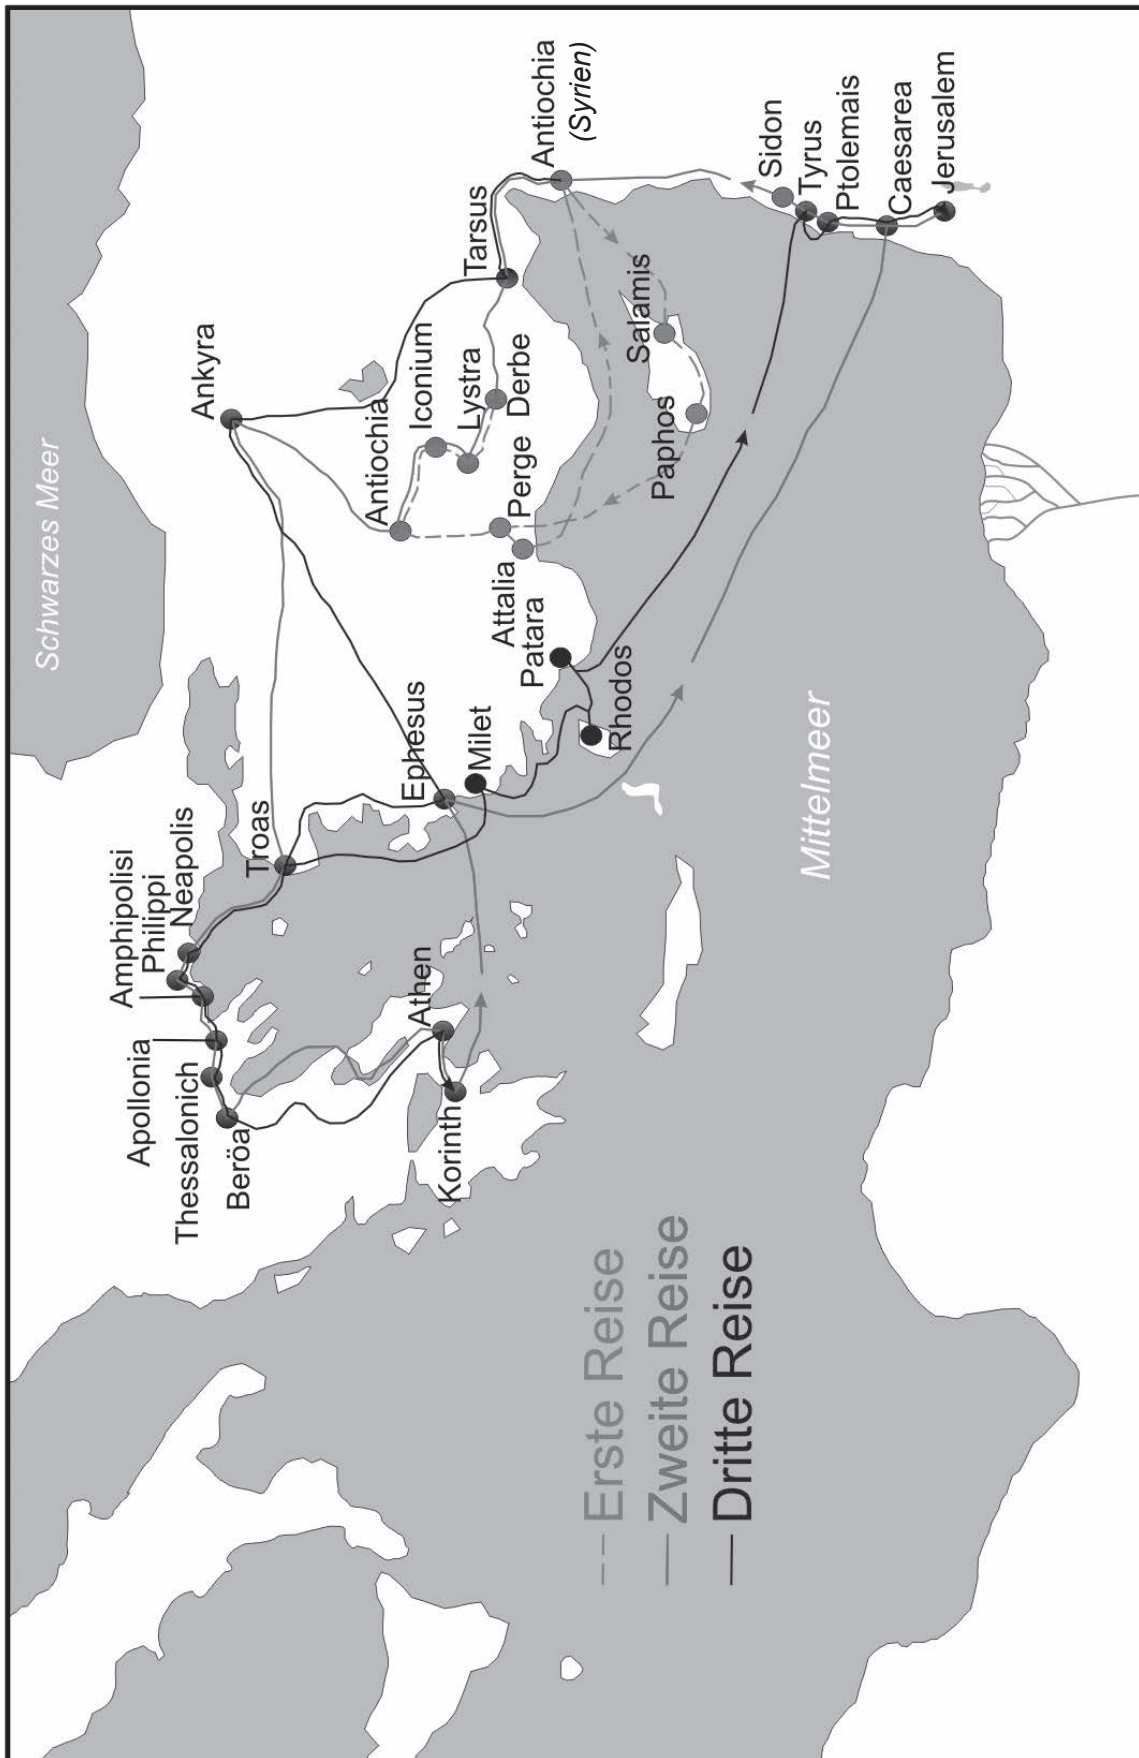 Schwarzes Meer
Amphipolisi
Philippi
Neapolis
Apollonia
Thessalonich
Beröa
Troas
Ankyra
Athen
Korinth
Ephesus
Milet
Antiochia
Iconium
Lystra
Derbe
Tarsus
Antiochia
(Syrien)
Perge
Attalia
Patara
Rhodos
Salamis
Paphos
Sidon
Tyrus
Ptolemais
Caesarea
Jerusalem
Mittelmeer
Erste Reise
Zweite Reise
Dritte Reise